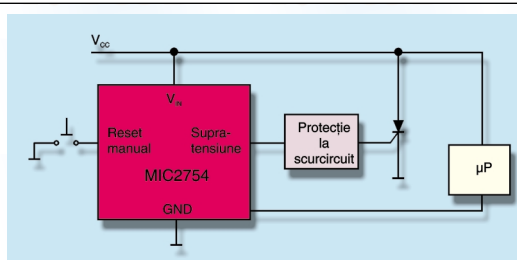 Vcc
VIN
Reset
manual
Supra-
tensiune
MIC2754
GND
Protecție
la
scurcircuit
µP